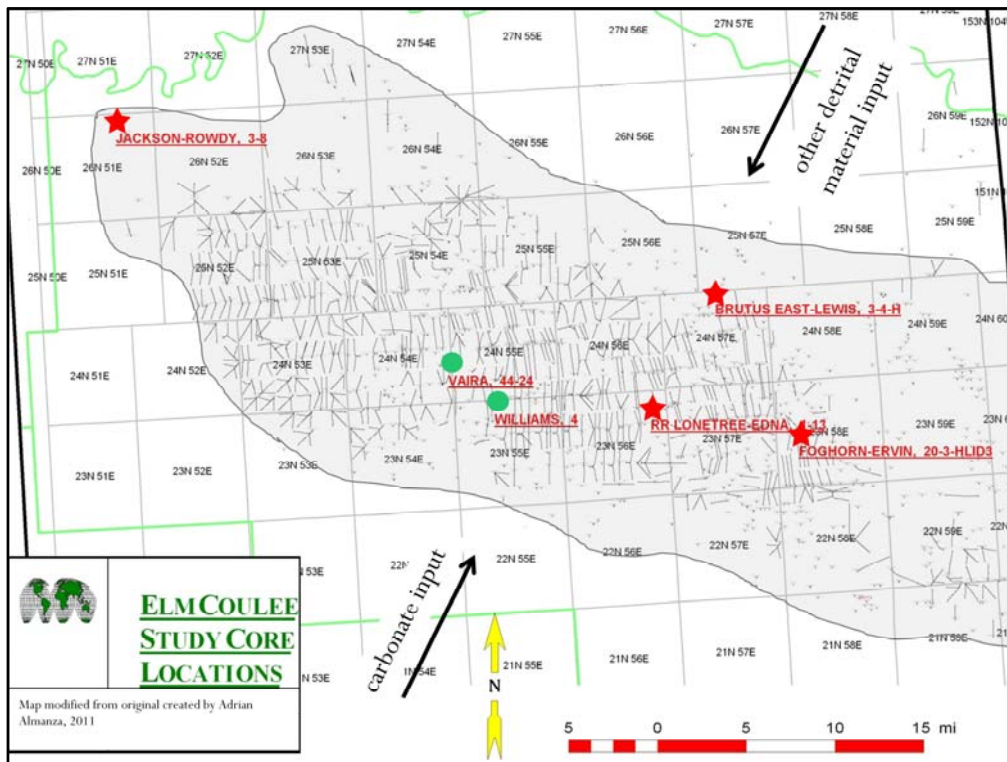 27N 50E
27N 51E
27N 52E
27N 53E
27N 54E
27N 55E
27N 56E
27N 57E
27N 58E
JACKSON-ROWDY, 3-8
26N 50E
26N 51E
26N 52E
26N 53E
26N 54E
26N 55E
26N 56E
26N 57E
26N 59E
other detrital
material input
25N 50E
25N 51E
25N 52E
25N 53E
25N 54E
25N 55E
25N 56E
25N 57E
25N 58E
25N 59E
BRUTUS EAST-LEWIS, 3-4-H
24N 51E
24N 52E
24N 53E
24N 54E
24N 55E
24N 56E
24N 57E
24N 58E
24N 59E
VAIRA, 44-24
WILLIAMS, 4
RR LONETREE-EDNA, 1-13
FOGHORN-ERVIN, 20-3-HLID3
23N 51E
23N 52E
23N 53E
23N 54E
23N 55E
23N 56E
23N 57E
23N 58E
23N 59E
22N 55E
22N 56E
22N 57E
22N 58E
22N 59E
carbonate input
21N 55E
21N 56E
21N 57E
21N 58E
21N 59E
N
ELM COULEE
STUDY CORE
LOCATIONS
Map modified from original created by Adrian
Almanza, 2011
5 0 5 10 15 mi